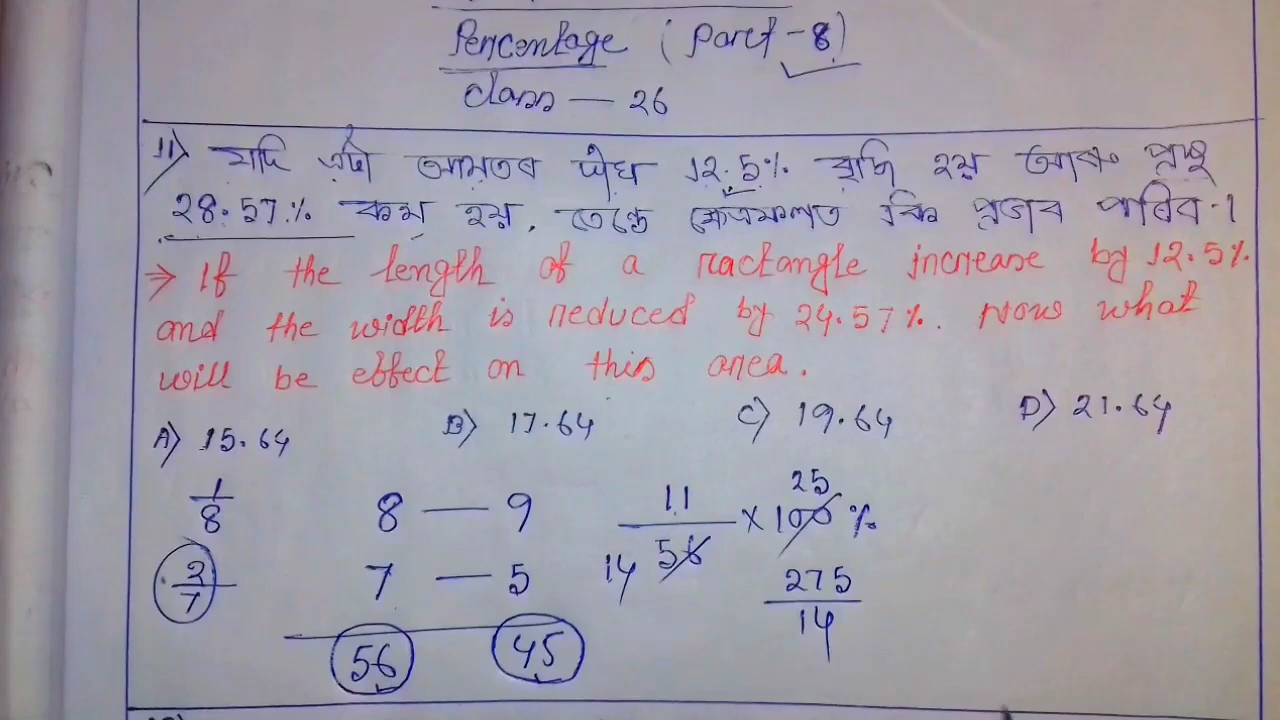 Percentage (Part-8)
Class — 26
11) যদি এটা আয়তৰ দীঘ 12.5% বৃদ্ধি হয় আৰু প্ৰস্থ
28.57% কম হয়, তেন্তে ক্ষেত্ৰফলত কি প্ৰভাৱ পৰিব।
⇒ If the length of a ractangle increase by 12.5%
and the width is reduced by 24.57%. Now what
will be effect on this area.
A) 15.64 B) 17.64 C) 19.64 D) 21.64
1/8 8 — 9 11/56 × 100 % 25
2/7 7 — 5 14 275/14
56 45